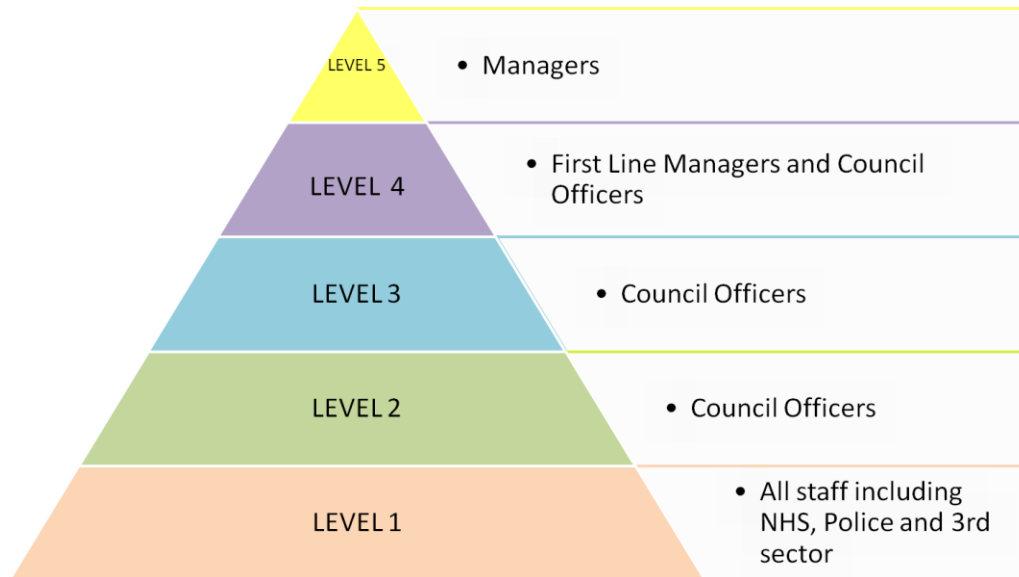 LEVEL 5
• Managers
LEVEL 4
• First Line Managers and Council
Officers
LEVEL 3
• Council Officers
LEVEL 2
• Council Officers
LEVEL 1
• All staff including
NHS, Police and 3rd
sector